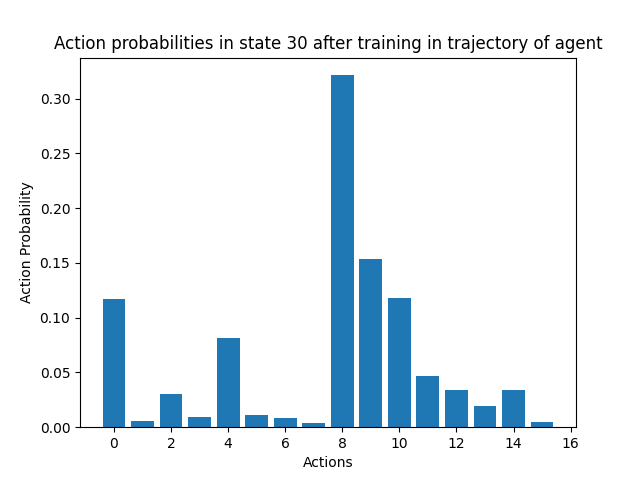 Action probabilities in state 30 after training in trajectory of agent
0.30
0.25
0.20
0.15
0.10
0.05
0.00
Action Probability
0 2 4 6 8 10 12 14 16
Actions